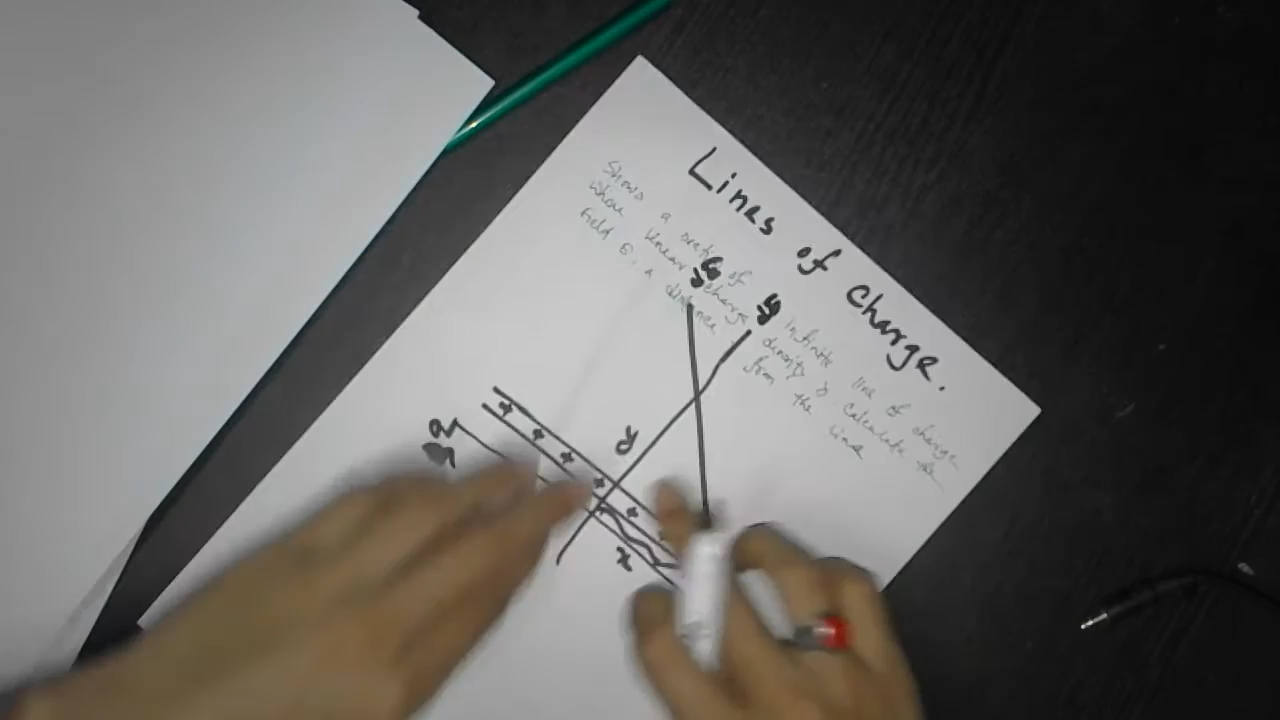 Lines of Charge.
Shows a section of infinite line of charge
whose linear charge density & calculate the
field E, a distance from the line
R
x